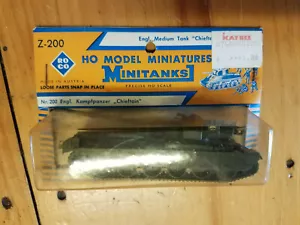 Z-200
Engl. Medium Tank "Chieftain"
ROCO
HO MODEL MINIATURES
MADE IN AUSTRIA
MINITANKS
LOOSE PARTS SNAP IN PLACE
PRECISE HO SCALE
Nr. 200 Engl. Kampfpanzer „Chieftain"